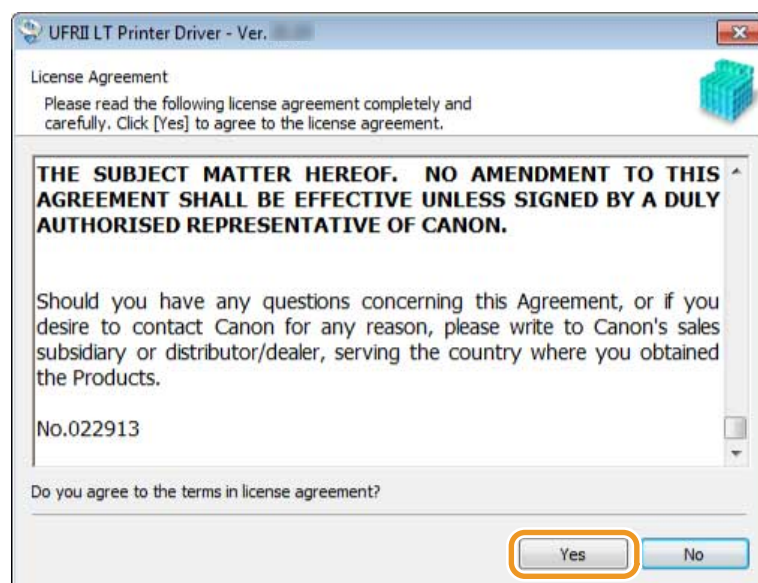 UFRII LT Printer Driver - Ver.
License Agreement
Please read the following license agreement completely and
carefully. Click [Yes] to agree to the license agreement.
THE SUBJECT MATTER HEREOF. NO AMENDMENT TO THIS
AGREEMENT SHALL BE EFFECTIVE UNLESS SIGNED BY A DULY
AUTHORISED REPRESENTATIVE OF CANON.
Should you have any questions concerning this Agreement, or if you
desire to contact Canon for any reason, please write to Canon's sales
subsidiary or distributor/dealer, serving the country where you obtained
the Products.
No.022913
Do you agree to the terms in license agreement?
Yes No